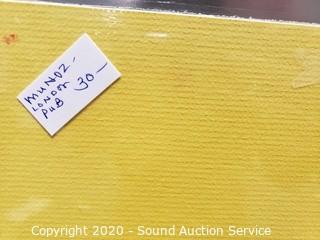 MUNOZ,
LONDON
PUB
30-
Copyright 2020 - Sound Auction Service